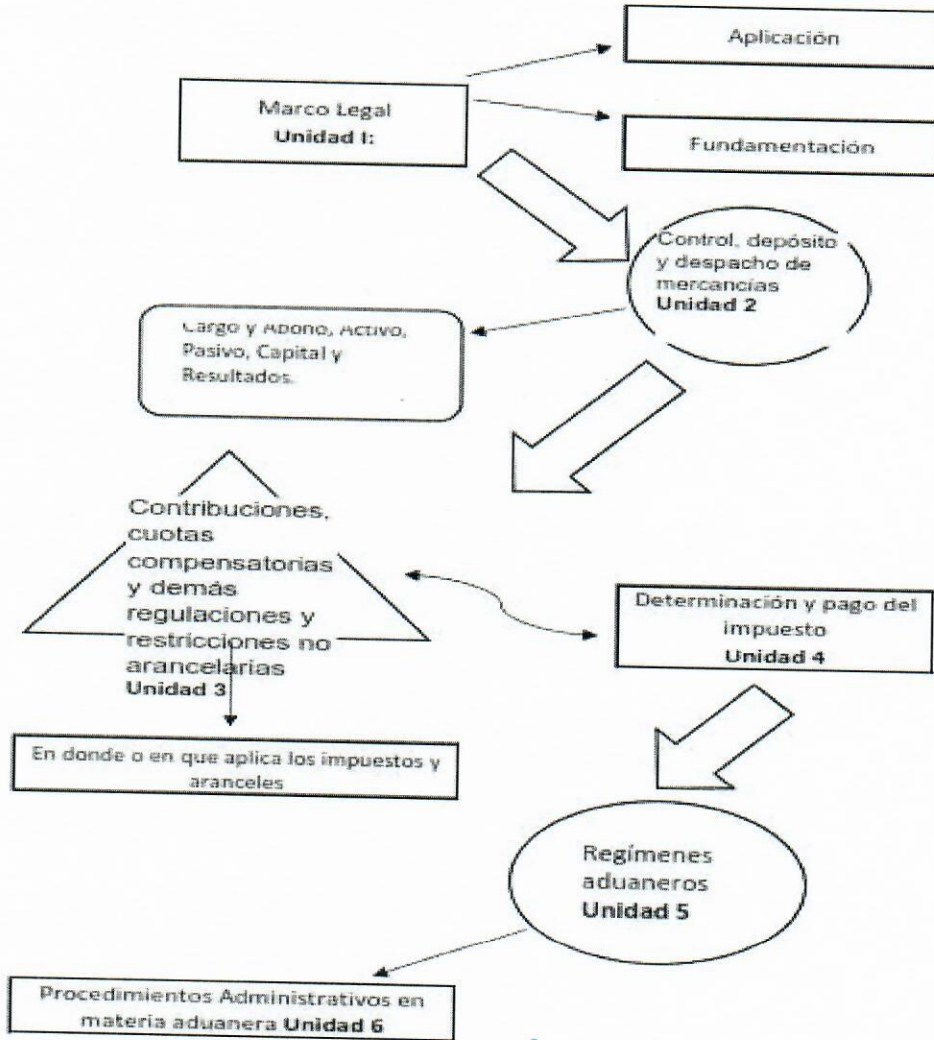 Aplicación
Marco Legal
Unidad I:
Fundamentación
Control, depósito
y despacho de
mercancías
Unidad 2
Cargo y Abono, Activo,
Pasivo, Capital y
Resultados.
Contribuciones,
cuotas
compensatorias
y demás
regulaciones y
restricciones no
arancelarias
Unidad 3
Determinación y pago del
impuesto
Unidad 4
En donde o en que aplica los impuestos y
aranceles
Regímenes
aduaneros
Unidad 5
Procedimientos Administrativos en
materia aduanera Unidad 6